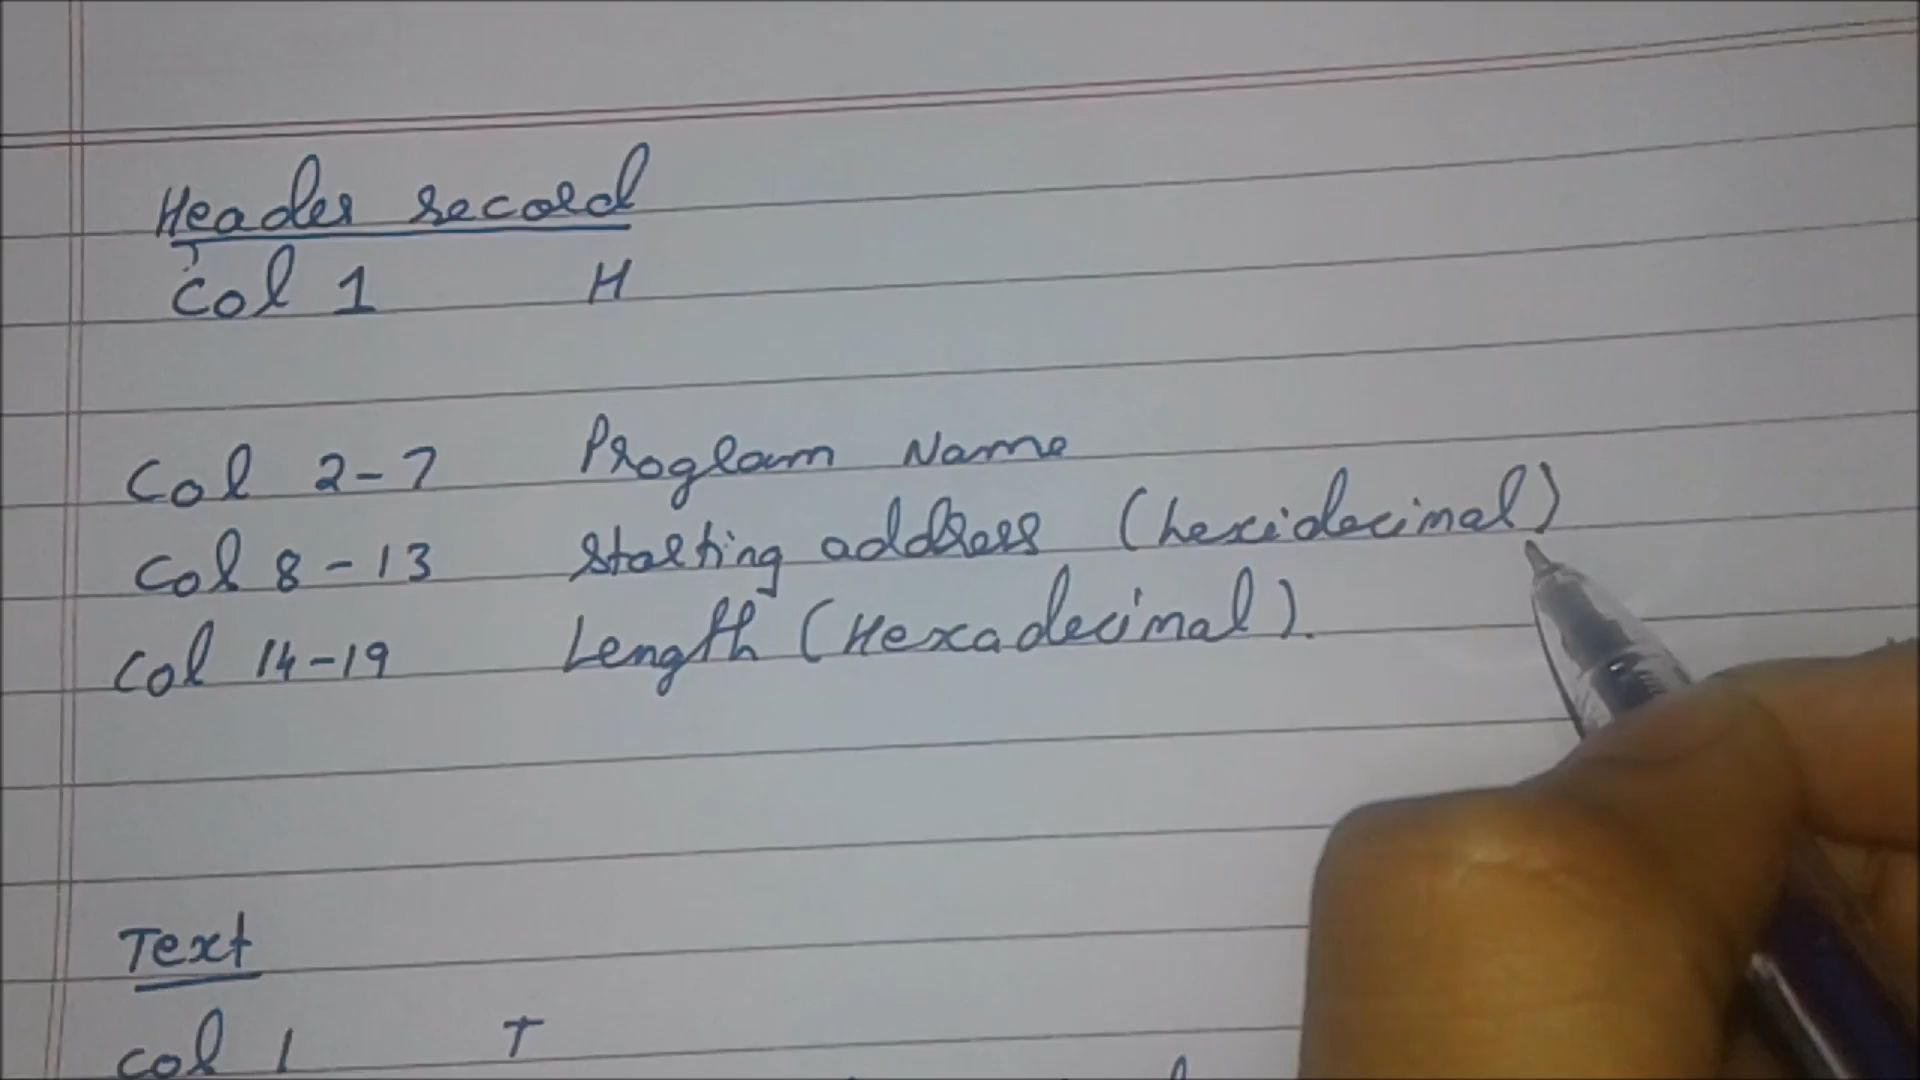 Header record
Col 1 H
Col 2-7 Program Name
Col 8-13 Starting address (hexidecimal)
Col 14-19 Length (Hexadecimal).
Text
Col 1 T